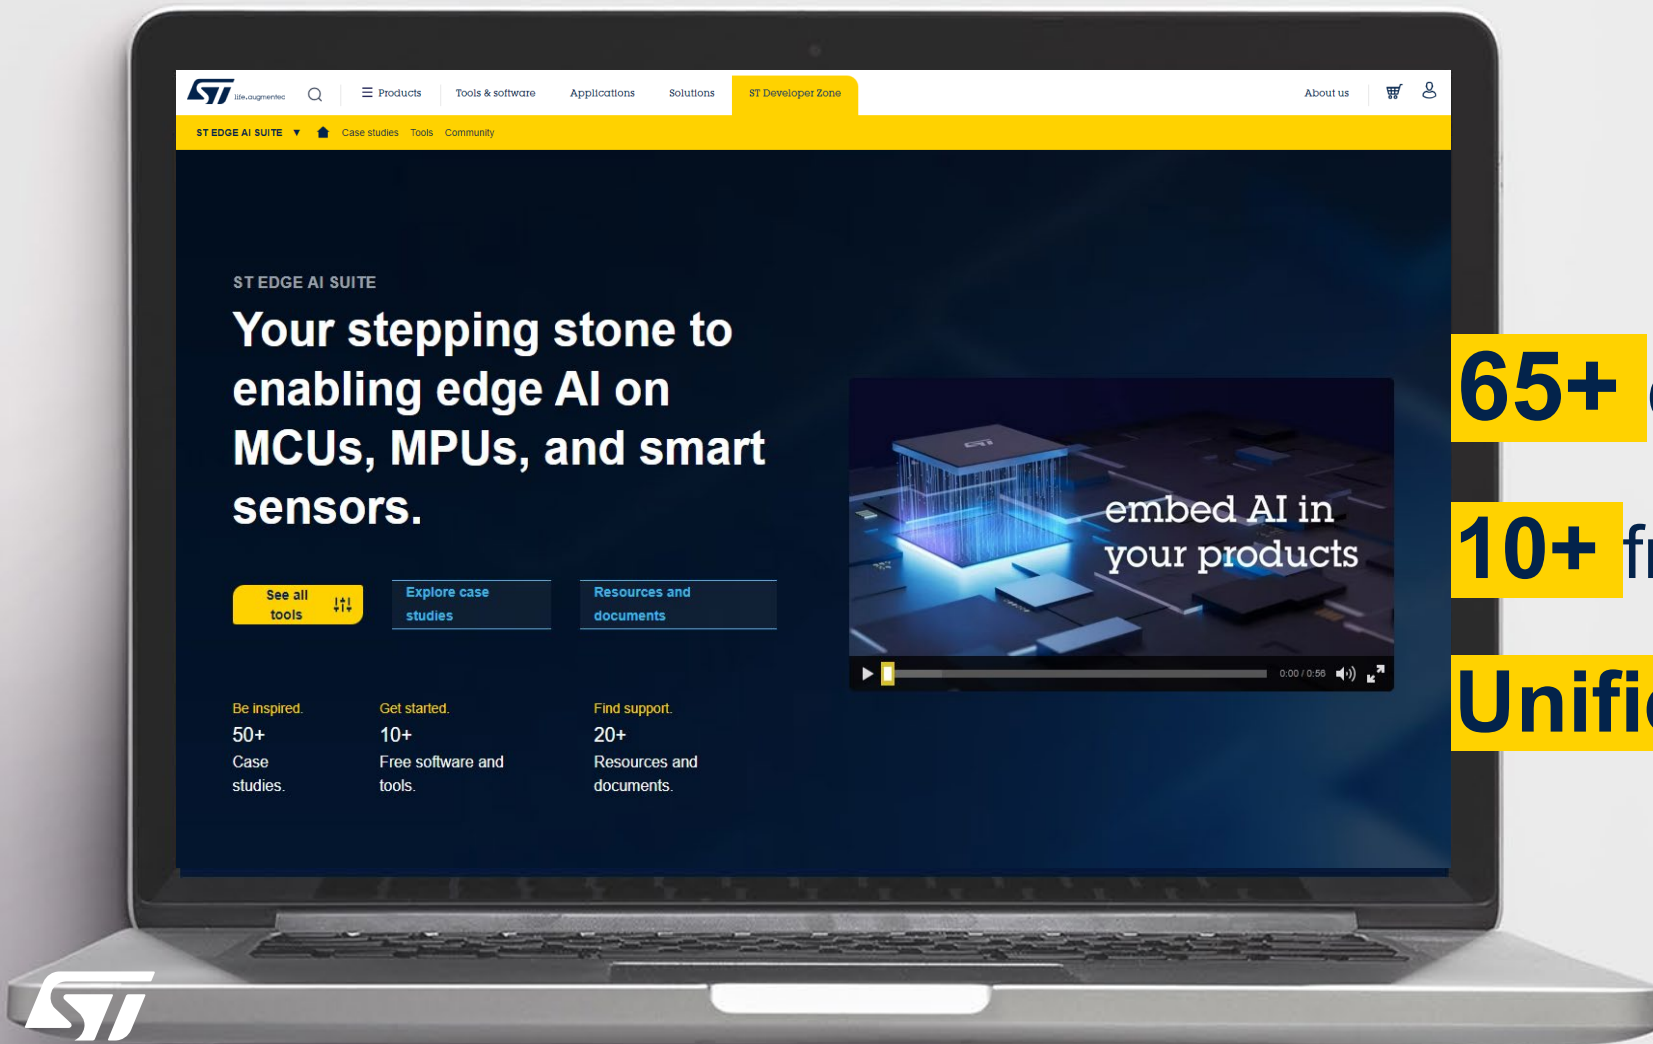 ST life.augmented
Products
Tools & software
Applications
Solutions
ST Developer Zone
About us
ST EDGE AI SUITE
Case studies
Tools
Community
ST EDGE AI SUITE
Your stepping stone to
enabling edge AI on
MCUs, MPUs, and smart
sensors.
See all
tools
Explore case
studies
Resources and
documents
Be inspired.
50+
Case
studies.
Get started.
10+
Free software and
tools.
Find support.
20+
Resources and
documents.
ST
embed AI in
your products
0:00 / 0:56
65+
10+
ST